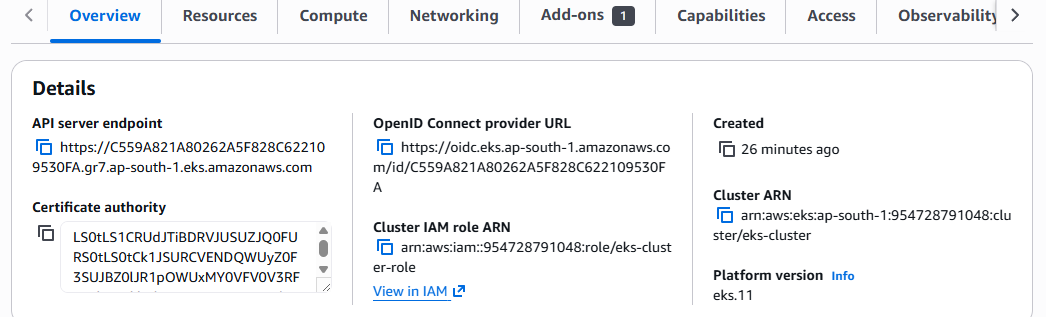 Overview
Resources
Compute
Networking
Add-ons 1
Capabilities
Access
Observability
Details
API server endpoint
https://C559A821A80262A5F828C62210
9530FA.gr7.ap-south-1.eks.amazonaws.com
Certificate authority
LS0tLS1CRUdJTiBDRVJUSUZJQ0FU
RS0tLS0tCk1JSURCVENDQWUyZ0F
3SUJBZ0lJR1pOWUxMY0VFV0V3RF
OpenID Connect provider URL
https://oidc.eks.ap-south-1.amazonaws.co
m/id/C559A821A80262A5F828C622109530F
A
Cluster IAM role ARN
arn:aws:iam::954728791048:role/eks-clust
er-role
View in IAM
Created
26 minutes ago
Cluster ARN
arn:aws:eks:ap-south-1:954728791048:clu
ster/eks-cluster
Platform version Info
eks.11